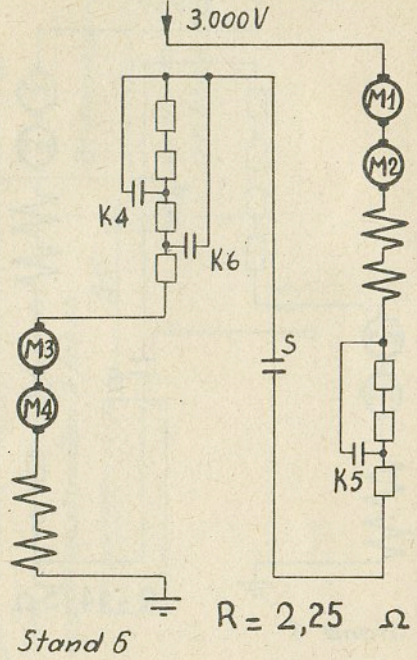 3.000V
M1
M2
K4
K6
M3
M4
S
K5
R = 2,25 Ω
Stand 6